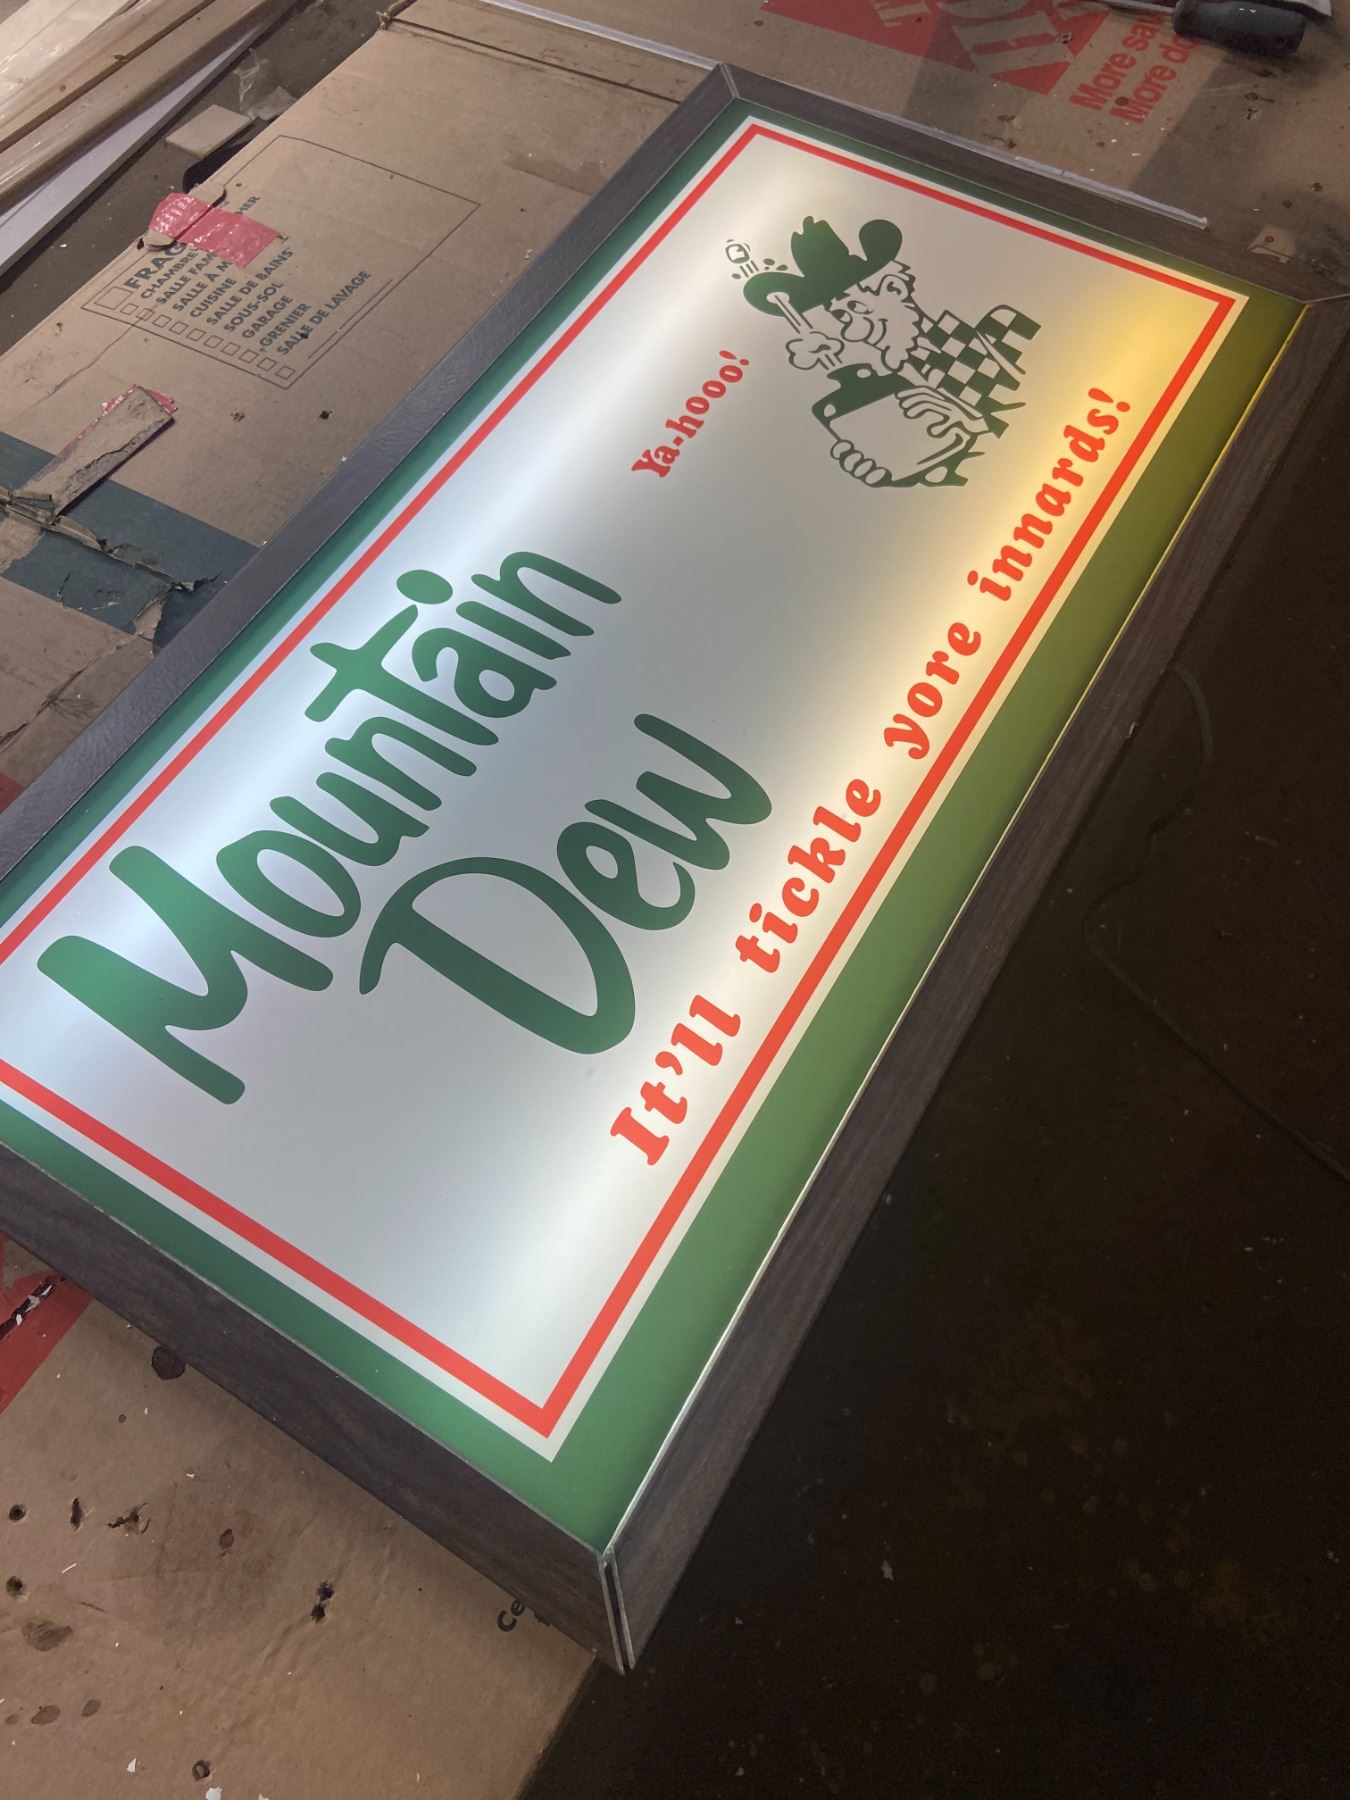 Mountain
Dew
Ya-hooo!
It'll tickle yore innards!
More sa
More do
FRAG
CHAMBRE
SALLE FAM
SALLE À M
CUISINE
SALLE DE BAINS
SOUS-SOL
GARAGE
GRENIER
SALLE DE LAVAGE
Ce